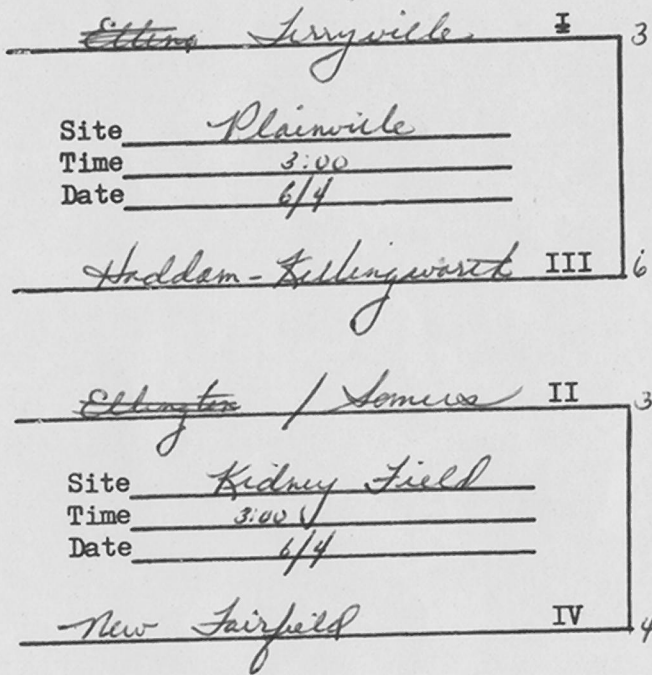 Elling Terryville I 3
Site Plainville
Time 3:00
Date 6/4
Haddam-Killingworth III 6
Ellington / Somers II 3
Site Kidney Field
Time 3:00
Date 6/4
New Fairfield IV 4